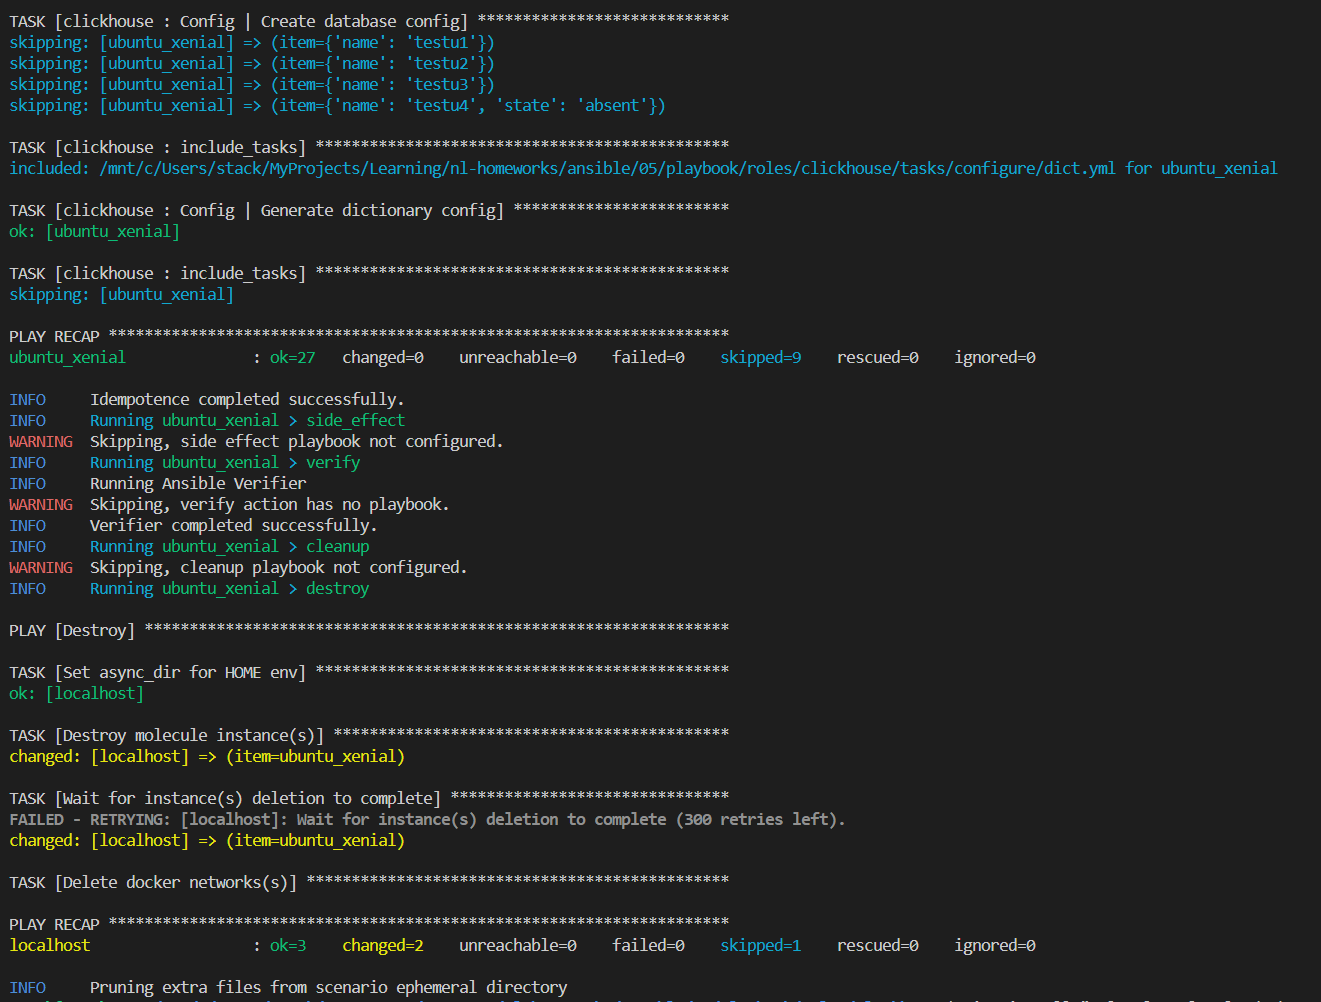 TASK [clickhouse : Config | Create database config] ****************************
skipping: [ubuntu_xenial] => (item={'name': 'testu1'})
skipping: [ubuntu_xenial] => (item={'name': 'testu2'})
skipping: [ubuntu_xenial] => (item={'name': 'testu3'})
skipping: [ubuntu_xenial] => (item={'name': 'testu4', 'state': 'absent'})
TASK [clickhouse : include_tasks] **********************************************
included: /mnt/c/Users/stack/MyProjects/Learning/nl-homeworks/ansible/05/playbook/roles/clickhouse/tasks/configure/dict.yml for ubuntu_xenial
TASK [clickhouse : Config | Generate dictionary config] ************************
ok: [ubuntu_xenial]
TASK [clickhouse : include_tasks] **********************************************
skipping: [ubuntu_xenial]
PLAY RECAP *********************************************************************
ubuntu_xenial              : ok=27   changed=0    unreachable=0    failed=0    skipped=9    rescued=0    ignored=0
INFO     Idempotence completed successfully.
INFO     Running ubuntu_xenial > side_effect
WARNING  Skipping, side effect playbook not configured.
INFO     Running ubuntu_xenial > verify
INFO     Running Ansible Verifier
WARNING  Skipping, verify action has no playbook.
INFO     Verifier completed successfully.
INFO     Running ubuntu_xenial > cleanup
WARNING  Skipping, cleanup playbook not configured.
INFO     Running ubuntu_xenial > destroy
PLAY [Destroy] *****************************************************************
TASK [Set async_dir for HOME env] **********************************************
ok: [localhost]
TASK [Destroy molecule instance(s)] ********************************************
changed: [localhost] => (item=ubuntu_xenial)
TASK [Wait for instance(s) deletion to complete] *******************************
FAILED - RETRYING: [localhost]: Wait for instance(s) deletion to complete (300 retries left).
changed: [localhost] => (item=ubuntu_xenial)
TASK [Delete docker networks(s)] ***********************************************
PLAY RECAP *********************************************************************
localhost                  : ok=3    changed=2    unreachable=0    failed=0    skipped=1    rescued=0    ignored=0
INFO     Pruning extra files from scenario ephemeral directory